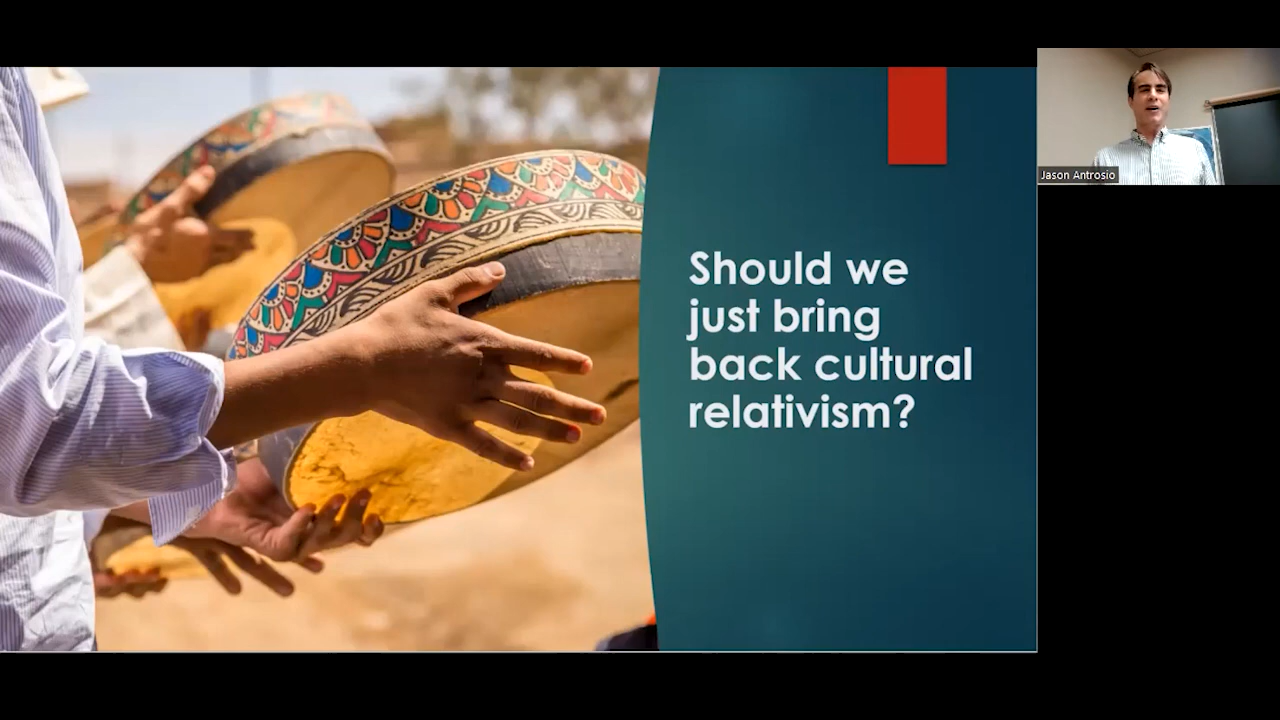 Should we
just bring
back cultural
relativism?
Jason Antrosio